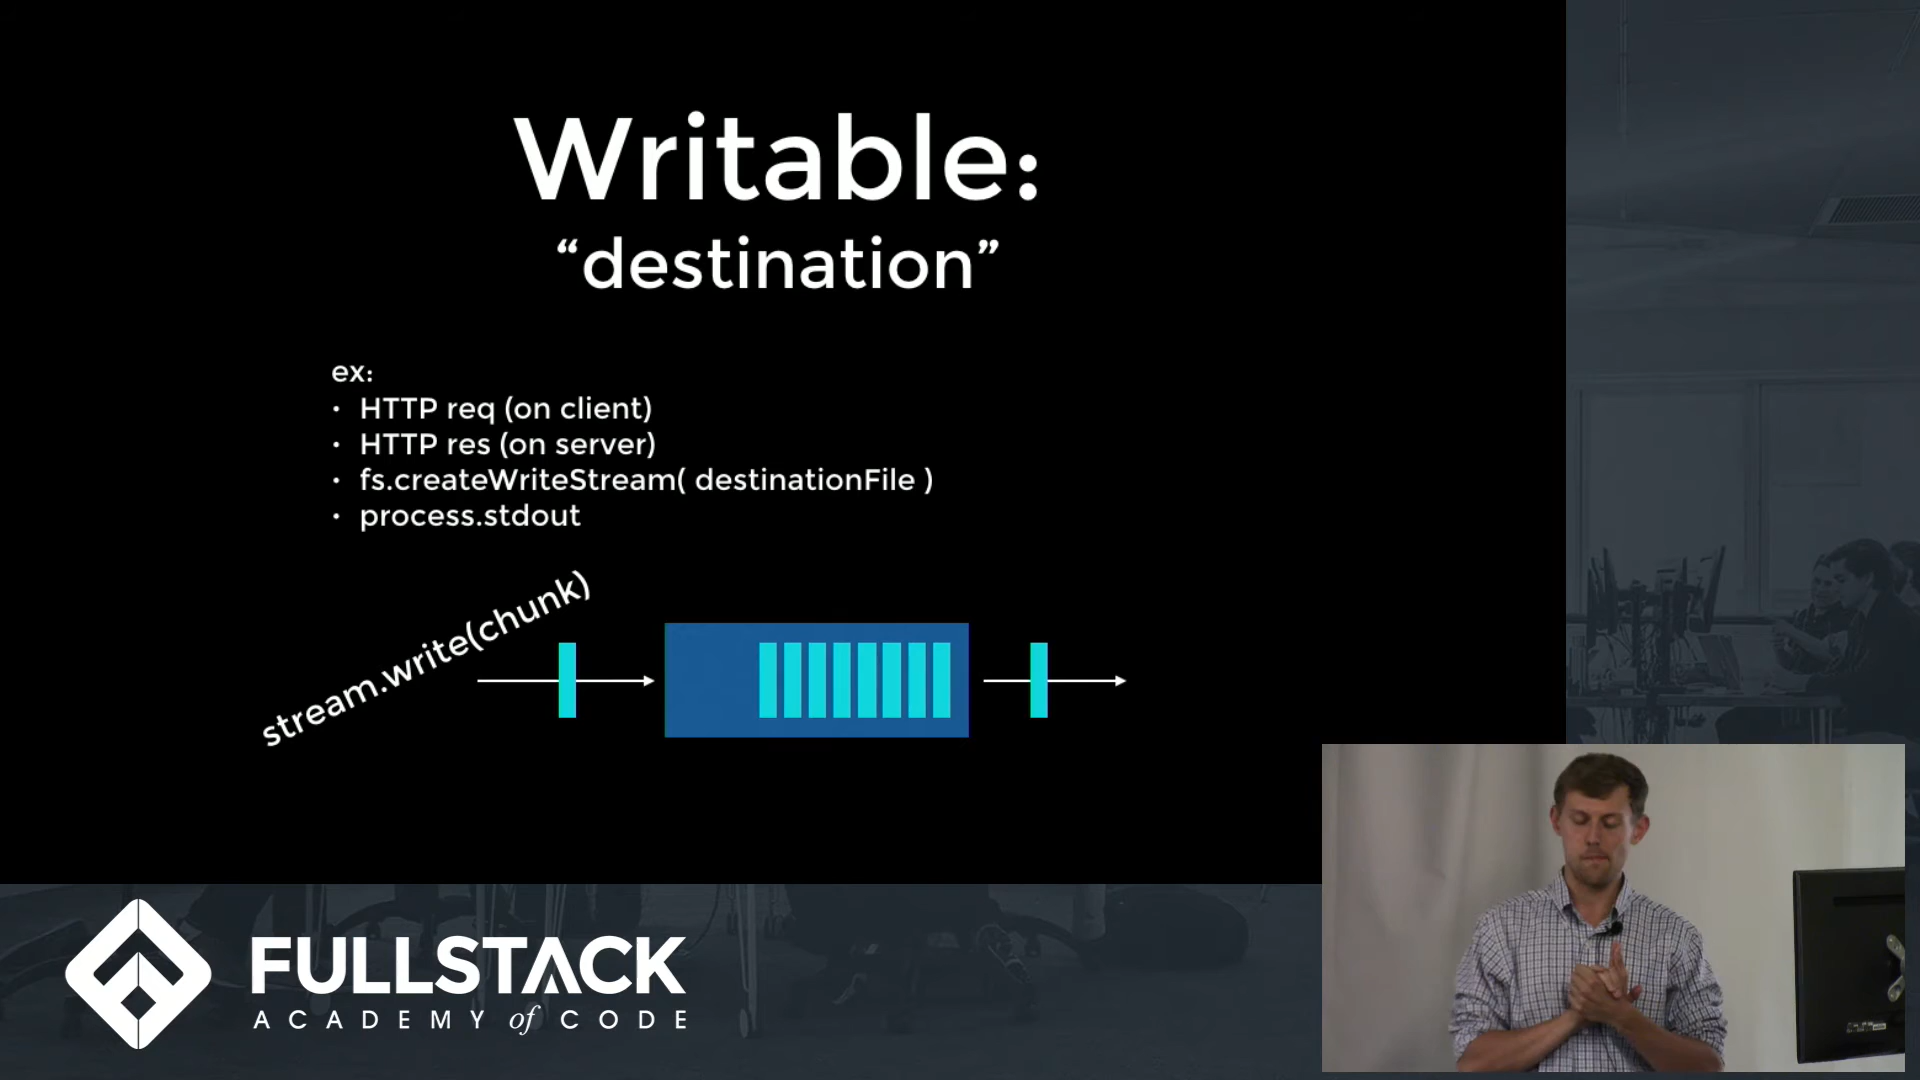 Writable:
“destination”
ex:
• HTTP req (on client)
• HTTP res (on server)
• fs.createWriteStream( destinationFile )
• process.stdout
stream.write(chunk)
FULLSTACK
ACADEMY of CODE